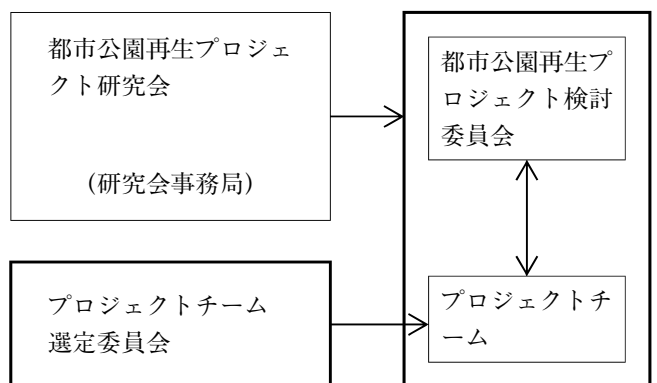 都市公園再生プロジェ
クト研究会
（研究会事務局）
都市公園再生プ
ロジェクト検討
委員会
プロジェクトチーム
選定委員会
プロジェクトチ
ーム